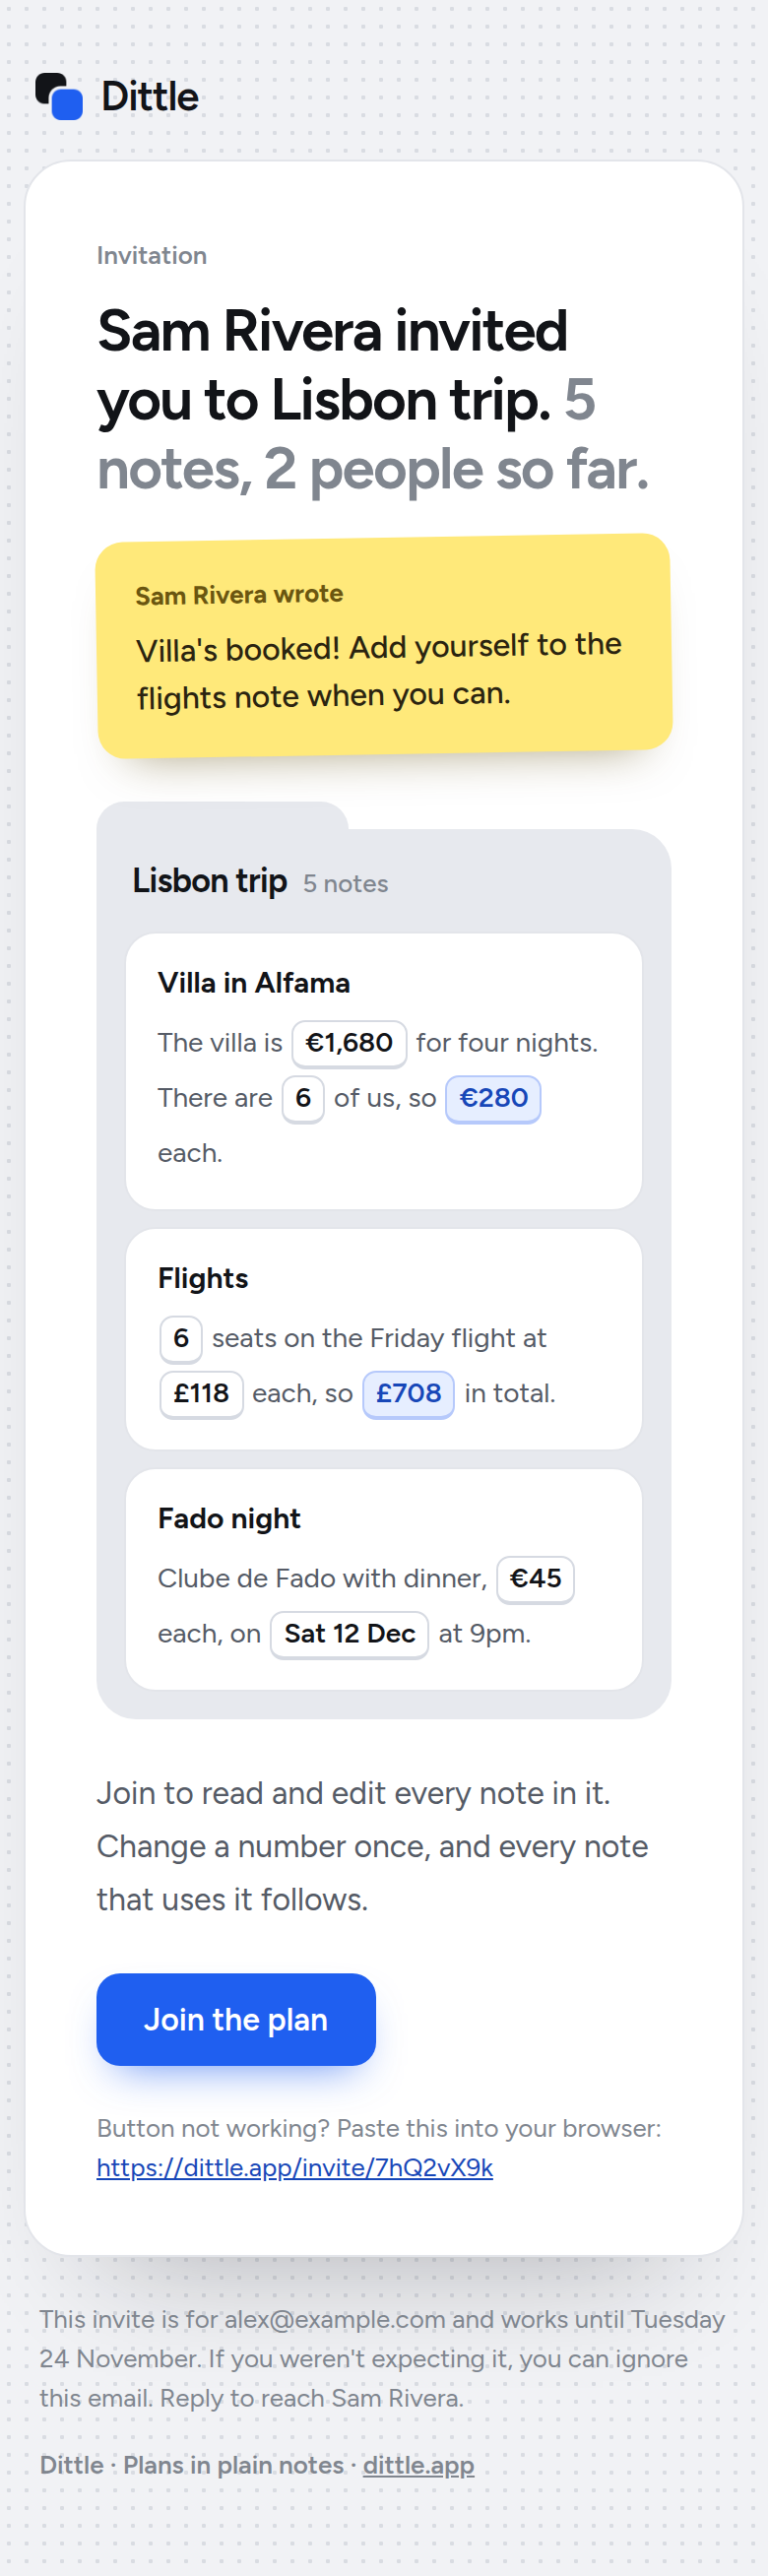 Dittle
Invitation
Sam Rivera invited
you to Lisbon trip. 5
notes, 2 people so far.
Sam Rivera wrote
Villa's booked! Add yourself to the
flights note when you can.
Lisbon trip 5 notes
Villa in Alfama
The villa is €1,680 for four nights.
There are 6 of us, so €280
each.
Flights
6 seats on the Friday flight at
£118 each, so £708 in total.
Fado night
Clube de Fado with dinner, €45
each, on Sat 12 Dec at 9pm.
Join to read and edit every note in it.
Change a number once, and every note
that uses it follows.
Join the plan
Button not working? Paste this into your browser:
https://dittle.app/invite/7hQ2vX9k
This invite is for alex@example.com and works until Tuesday
24 November. If you weren't expecting it, you can ignore
this email. Reply to reach Sam Rivera.
Dittle · Plans in plain notes · dittle.app